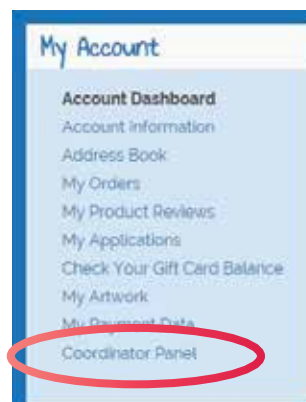 My Account
Account Dashboard
Account Information
Address Book
My Orders
My Product Reviews
My Applications
Check Your Gift Card Balance
My Artwork
My Payment Data
Coordinator Panel